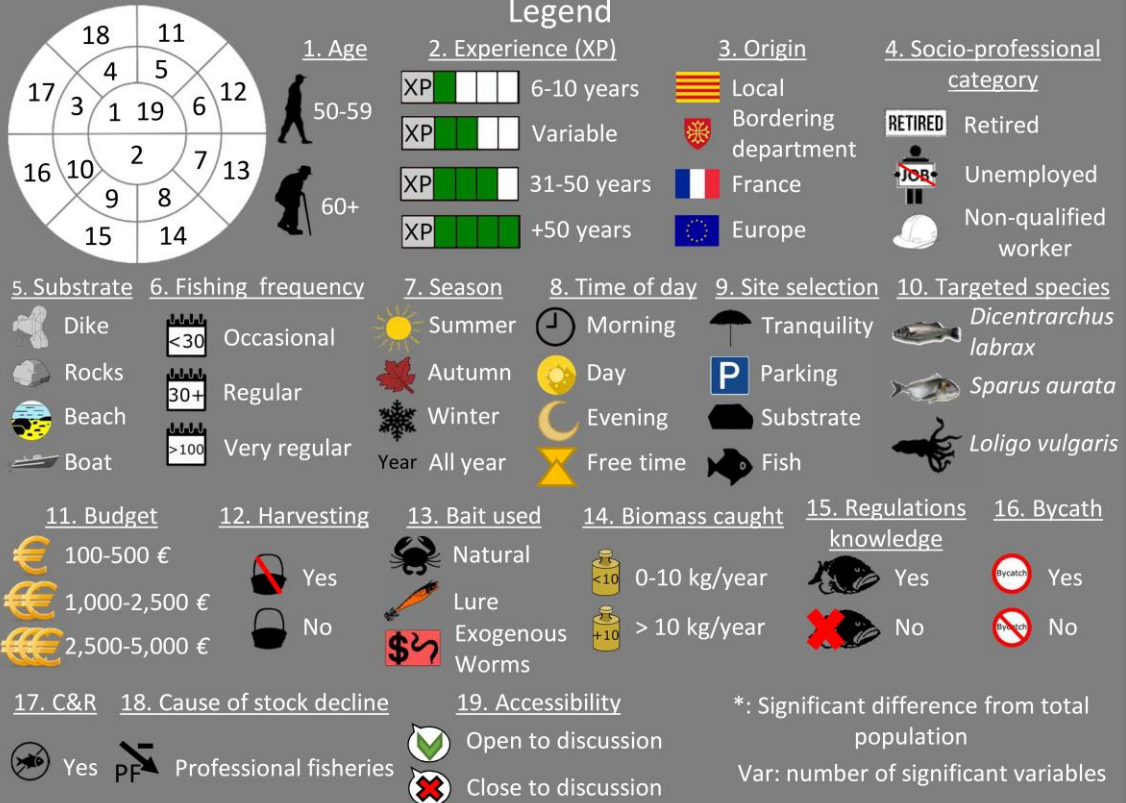 Legend
18 11
4 5
17 3 1 19 6 12
2
16 10 7 13
9 8
15 14
1. Age
50-59
60+
2. Experience (XP)
XP 6-10 years
XP Variable
XP 31-50 years
XP +50 years
3. Origin
Local
Bordering
department
France
Europe
4. Socio-professional
category
RETIRED Retired
JOB Unemployed
Non-qualified
worker
5. Substrate
Dike
Rocks
Beach
Boat
6. Fishing frequency
<30 Occasional
30+ Regular
>100 Very regular
7. Season
Summer
Autumn
Winter
Year All year
8. Time of day
Morning
Day
Evening
Free time
9. Site selection
Tranquility
P Parking
Substrate
Fish
10. Targeted species
Dicentrarchus
labrax
Sparus aurata
Loligo vulgaris
11. Budget
€ 100-500 €
€€ 1,000-2,500 €
€€€ 2,500-5,000 €
12. Harvesting
Yes
No
13. Bait used
Natural
Lure
$ Exogenous
Worms
14. Biomass caught
<10 0-10 kg/year
+10 > 10 kg/year
15. Regulations
knowledge
Yes
No
16. Bycath
Bycatch Yes
Bycatch No
17. C&R
Yes
18. Cause of stock decline
PF Professional fisheries
19. Accessibility
Open to discussion
Close to discussion
*: Significant difference from total
population
Var: number of significant variables